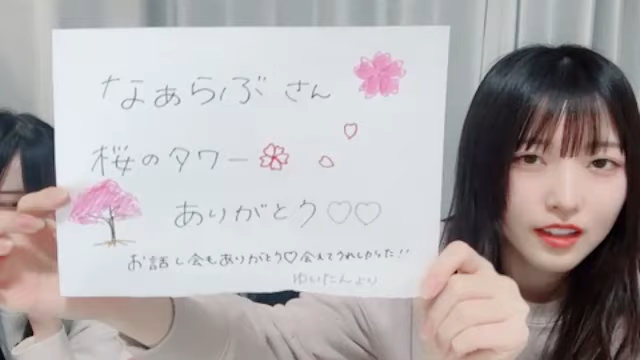 なぁらぶさん
桜のタワー
ありがとう♡♡
お話し会もありがとう♡会えてうれしかった!!
ゆいたんより